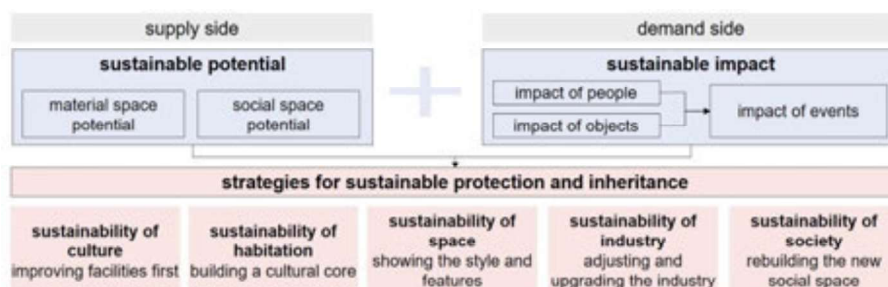 supply side
demand side
sustainable potential
sustainable impact
material space
potential
social space
potential
impact of people
impact of objects
impact of events
strategies for sustainable protection and inheritance
sustainability of
culture
improving facilities first
sustainability of
habitation
building a cultural core
sustainability of
space
showing the style and
features
sustainability of
industry
adjusting and
upgrading the industry
sustainability of
society
rebuilding the new
social space